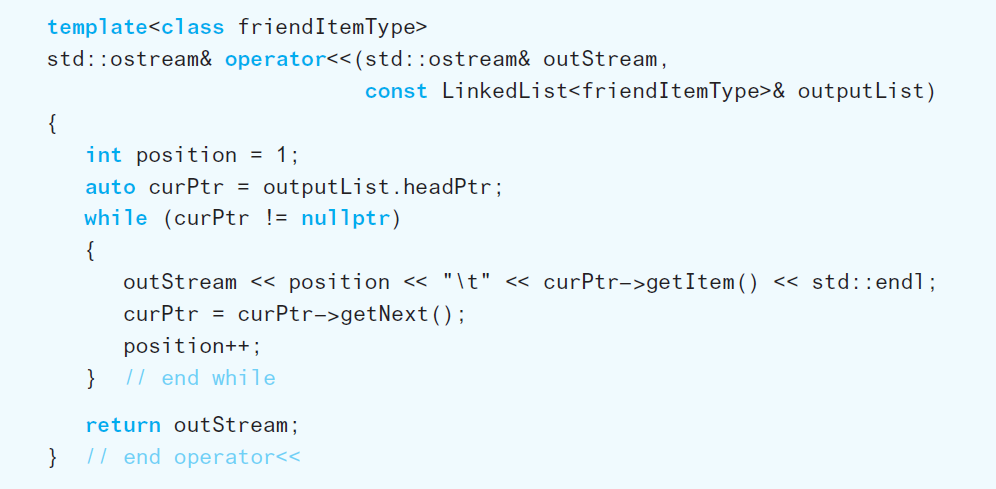 template<class friendItemType>
std::ostream& operator<<(std::ostream& outStream,
                         const LinkedList<friendItemType>& outputList)
{
   int position = 1;
   auto curPtr = outputList.headPtr;
   while (curPtr != nullptr)
   {
      outStream << position << "\t" << curPtr–>getItem() << std::endl;
      curPtr = curPtr–>getNext();
      position++;
   }  // end while
   return outStream;
}  // end operator<<